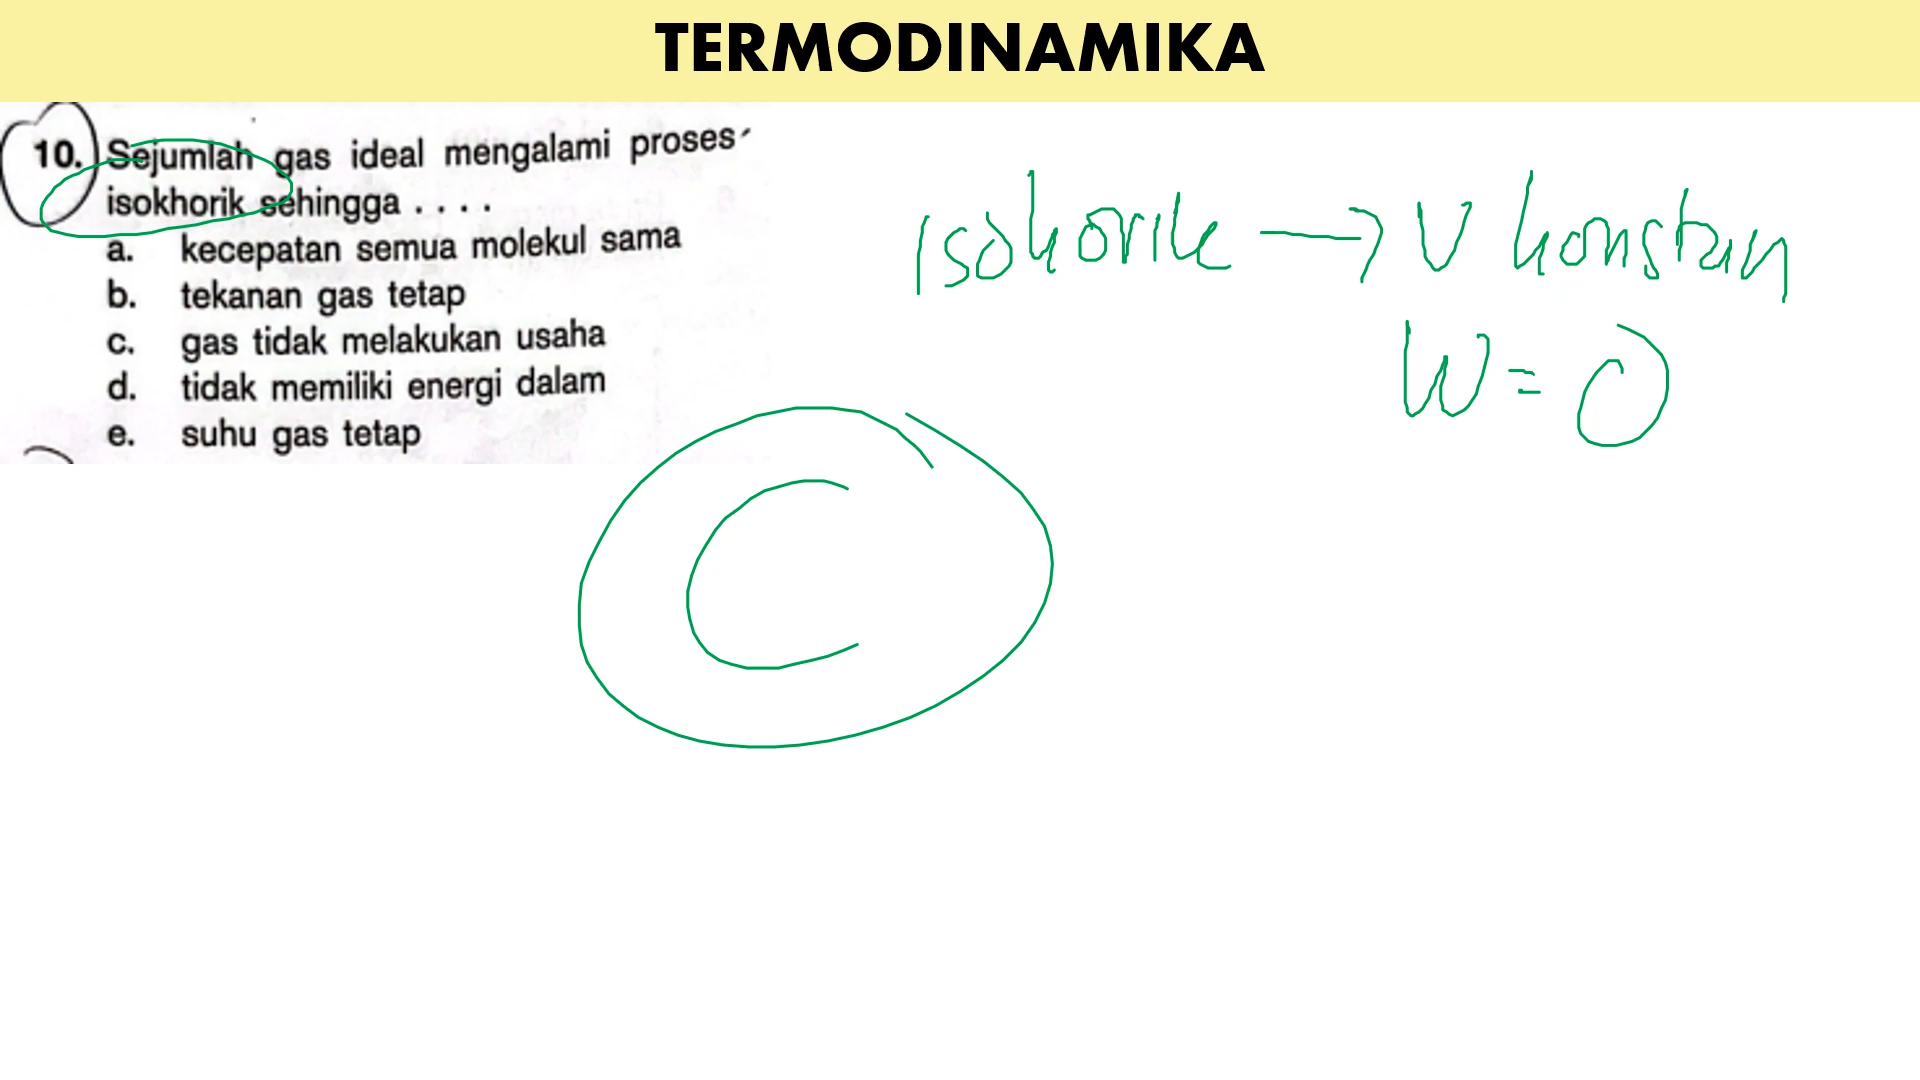 TERMODINAMIKA
10. Sejumlah gas ideal mengalami proses
isokhorik sehingga . . . .
a. kecepatan semua molekul sama
b. tekanan gas tetap
c. gas tidak melakukan usaha
d. tidak memiliki energi dalam
e. suhu gas tetap
isohorik → V konstan
W = 0
C